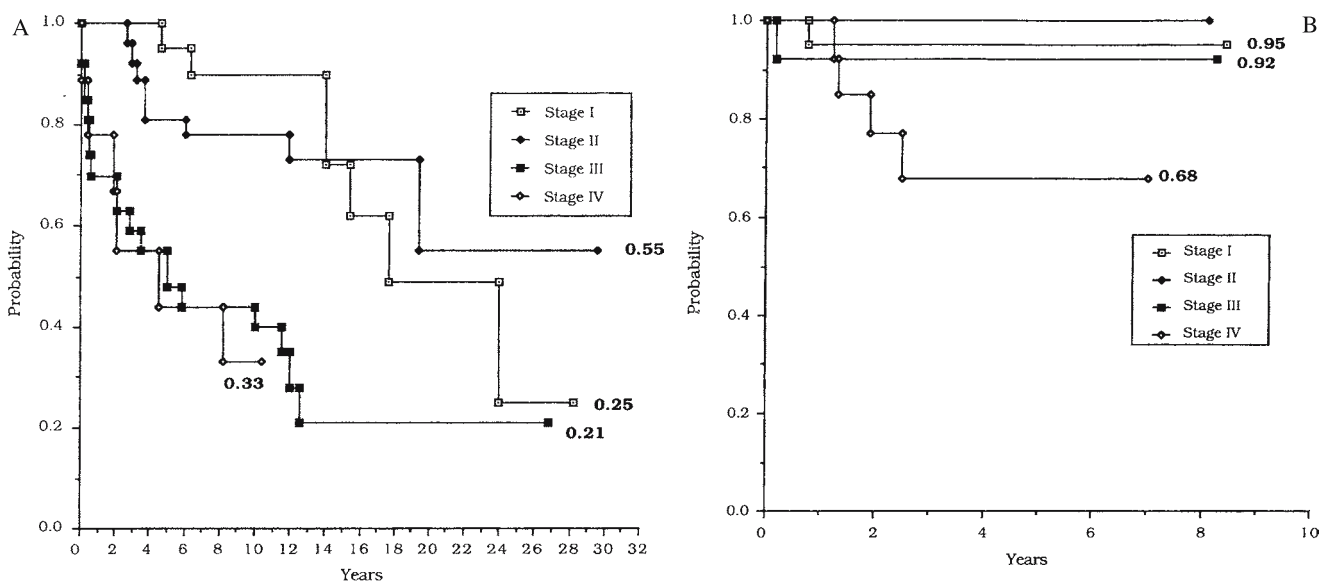 A
Probability
1.0
0.8
0.6
0.4
0.2
0.0
Stage I
Stage II
Stage III
Stage IV
0.55
0.33
0.25
0.21
0 2 4 6 8 10 12 14 16 18 20 22 24 26 28 30 32
Years
B
Probability
1.0
0.8
0.6
0.4
0.2
0.0
0.95
0.92
0.68
Stage I
Stage II
Stage III
Stage IV
0 2 4 6 8 10
Years